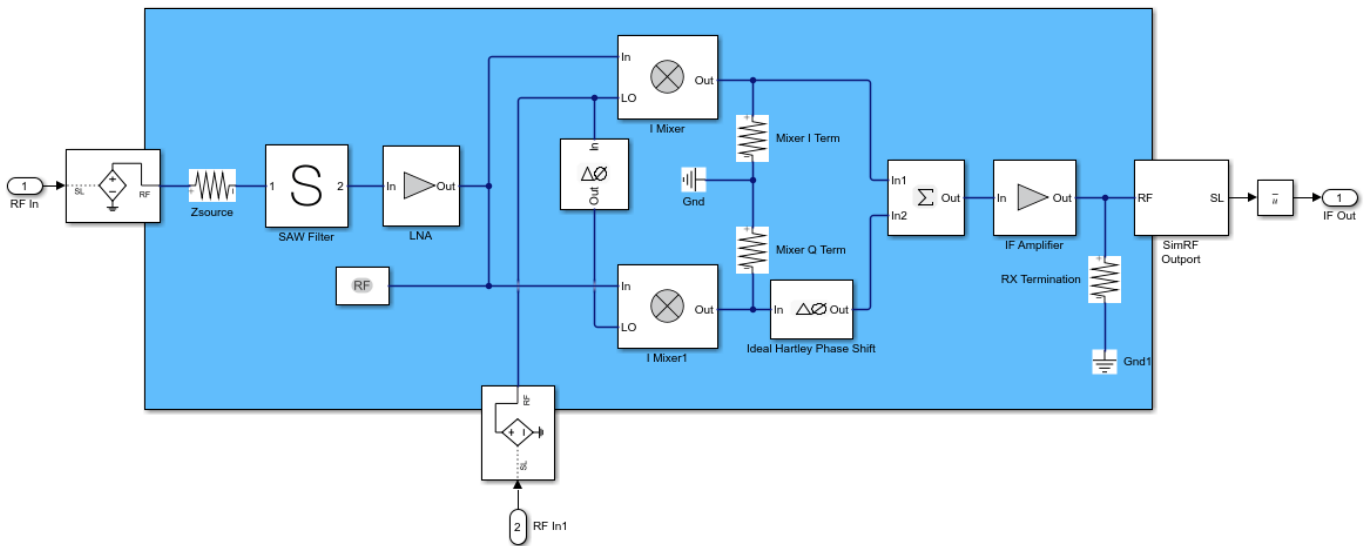 1
RF In
SL
RF
Zsource
1
2
SAW Filter
In
Out
LNA
RF
In
LO
Out
I Mixer
In
Out
Mixer I Term
Gnd
Mixer Q Term
In
LO
Out
I Mixer1
In
Out
Ideal Hartley Phase Shift
In1
In2
Σ
Out
In
Out
IF Amplifier
RX Termination
Gnd1
RF
SL
SimRF
Outport
1
IF Out
S
ΔØ
ΔØ
RF
SL
2
RF In1